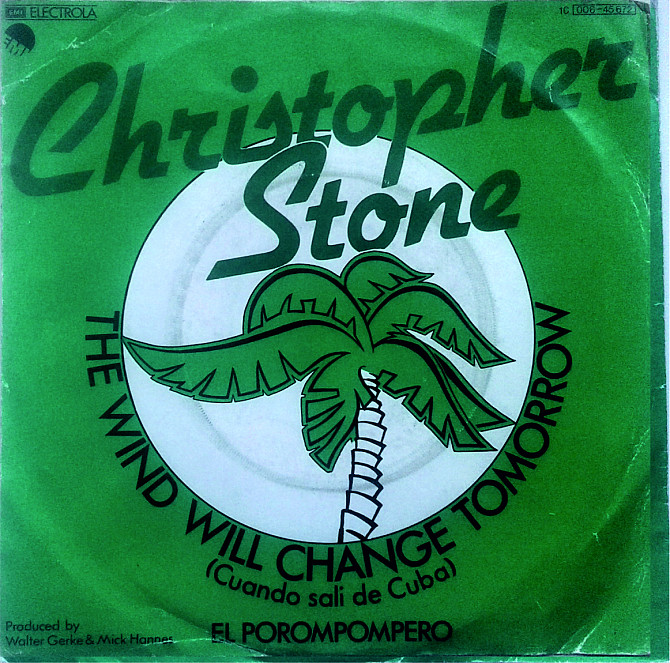 EMI ELECTROLA
1C 006-45 672
EMI
Christopher
Stone
THE WIND WILL CHANGE TOMORROW
(Cuando sali de Cuba)
EL POROMPOMPERO
Produced by
Walter Gerke & Mick Hannes